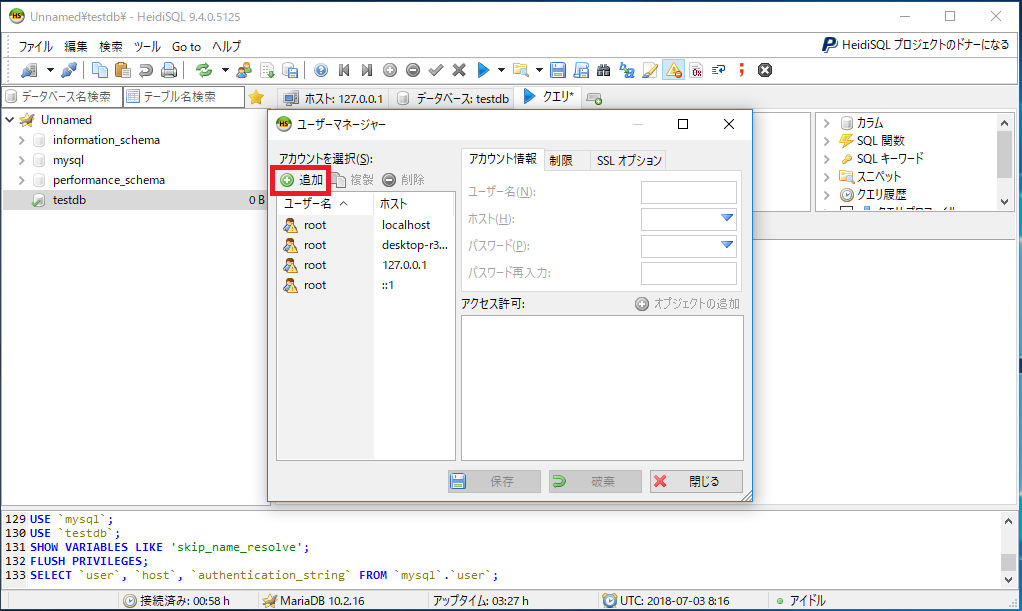 Unnamed¥testdb¥ - HeidiSQL 9.4.0.5125
ファイル 編集 検索 ツール Go to ヘルプ
HeidiSQL プロジェクトのドナーになる
データベース名検索 テーブル名検索 ホスト: 127.0.0.1 データベース: testdb クエリ*
Unnamed
information_schema
mysql
performance_schema
testdb 0 B
ユーザーマネージャー
アカウントを選択(S):
追加 複製 削除
ユーザー名 ホスト
root localhost
root desktop-r3...
root 127.0.0.1
root ::1
アカウント情報 制限 SSL オプション
ユーザー名(N):
ホスト(H):
パスワード(P):
パスワード再入力:
アクセス許可: オブジェクトの追加
保存 破棄 閉じる
カラム
SQL 関数
SQL キーワード
スニペット
クエリ履歴
129 USE `mysql`;
130 USE `testdb`;
131 SHOW VARIABLES LIKE 'skip_name_resolve';
132 FLUSH PRIVILEGES;
133 SELECT `user`, `host`, `authentication_string` FROM `mysql`.`user`;
接続済み: 00:58 h MariaDB 10.2.16 アップタイム: 03:27 h UTC: 2018-07-03 8:16 アイドル